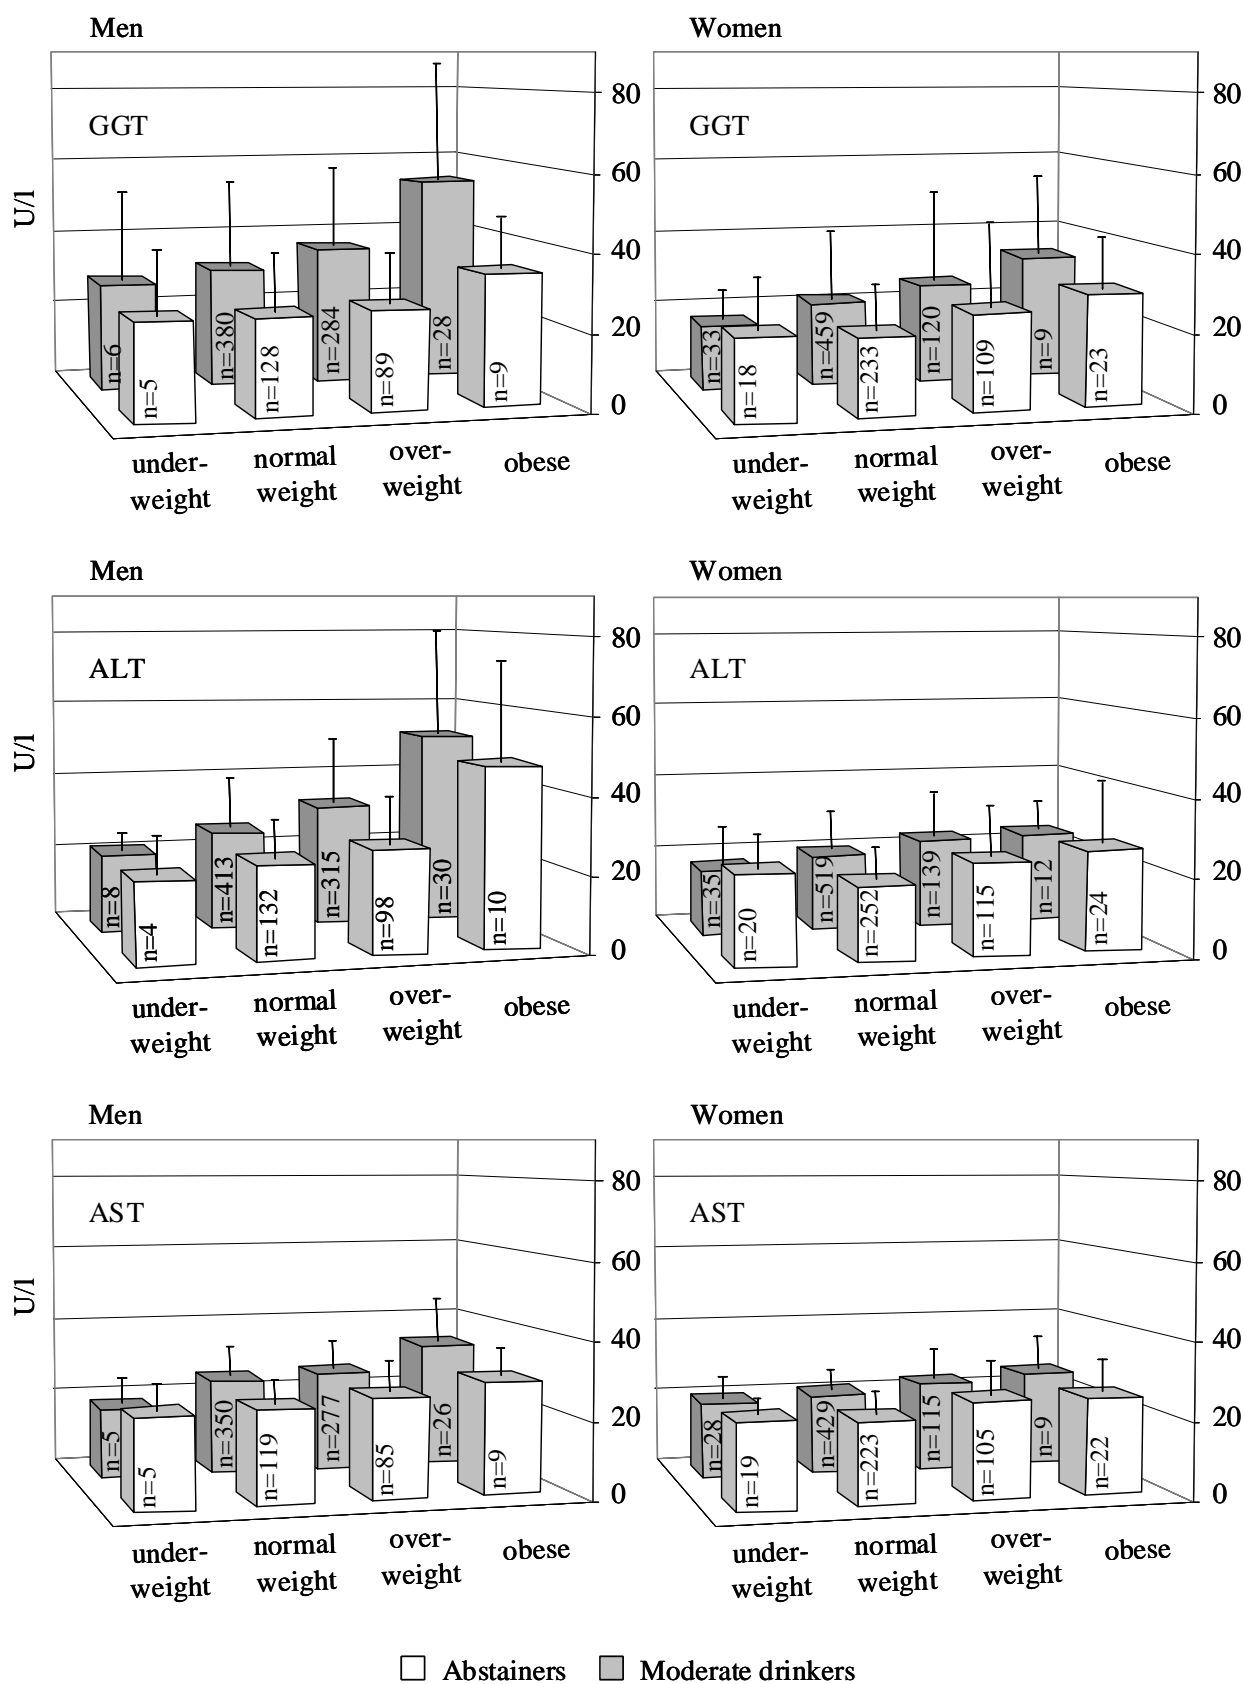 Men
GGT
U/l
80
60
40
20
0
n=6
n=380
n=284
n=28
n=5
n=128
n=89
n=9
under-
weight
normal
weight
over-
weight
obese
Women
GGT
80
60
40
20
0
n=33
n=459
n=120
n=9
n=18
n=233
n=109
n=23
under-
weight
normal
weight
over-
weight
obese
Men
ALT
U/l
80
60
40
20
0
n=8
n=413
n=315
n=30
n=4
n=132
n=98
n=10
under-
weight
normal
weight
over-
weight
obese
Women
ALT
80
60
40
20
0
n=35
n=519
n=139
n=12
n=20
n=252
n=115
n=24
under-
weight
normal
weight
over-
weight
obese
Men
AST
U/l
80
60
40
20
0
n=5
n=350
n=277
n=26
n=5
n=119
n=85
n=9
under-
weight
normal
weight
over-
weight
obese
Women
AST
80
60
40
20
0
n=28
n=429
n=115
n=9
n=19
n=223
n=105
n=22
under-
weight
normal
weight
over-
weight
obese
Abstainers
Moderate drinkers